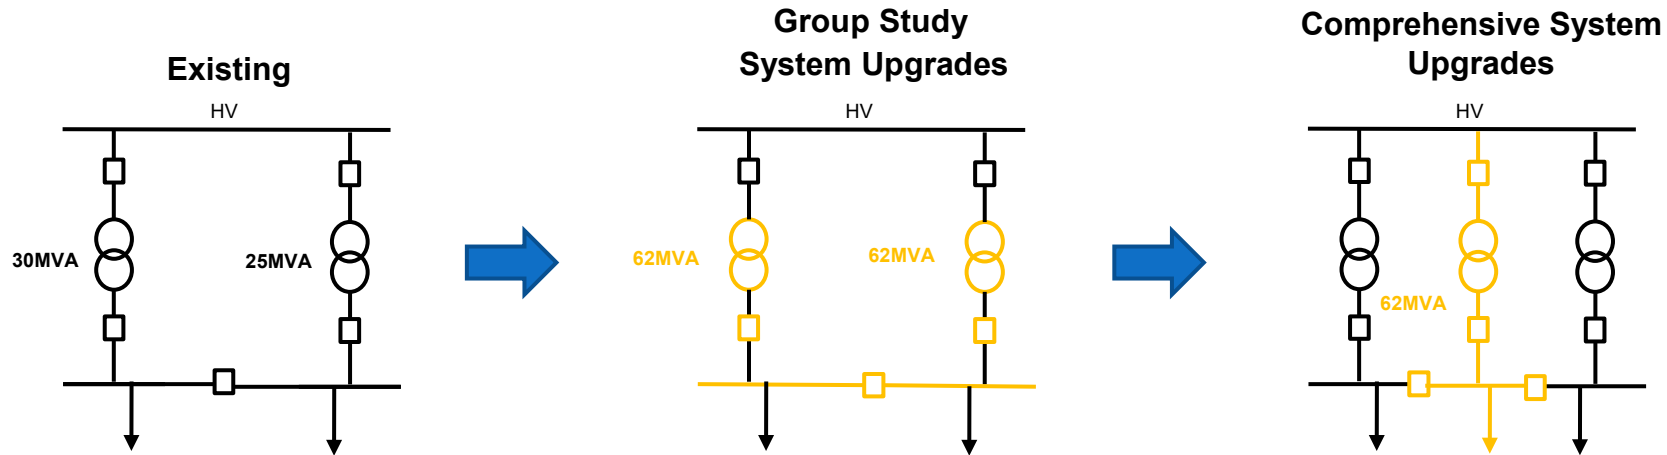 Existing
HV
30MVA
25MVA
Group Study
System Upgrades
HV
62MVA
62MVA
Comprehensive System
Upgrades
HV
62MVA